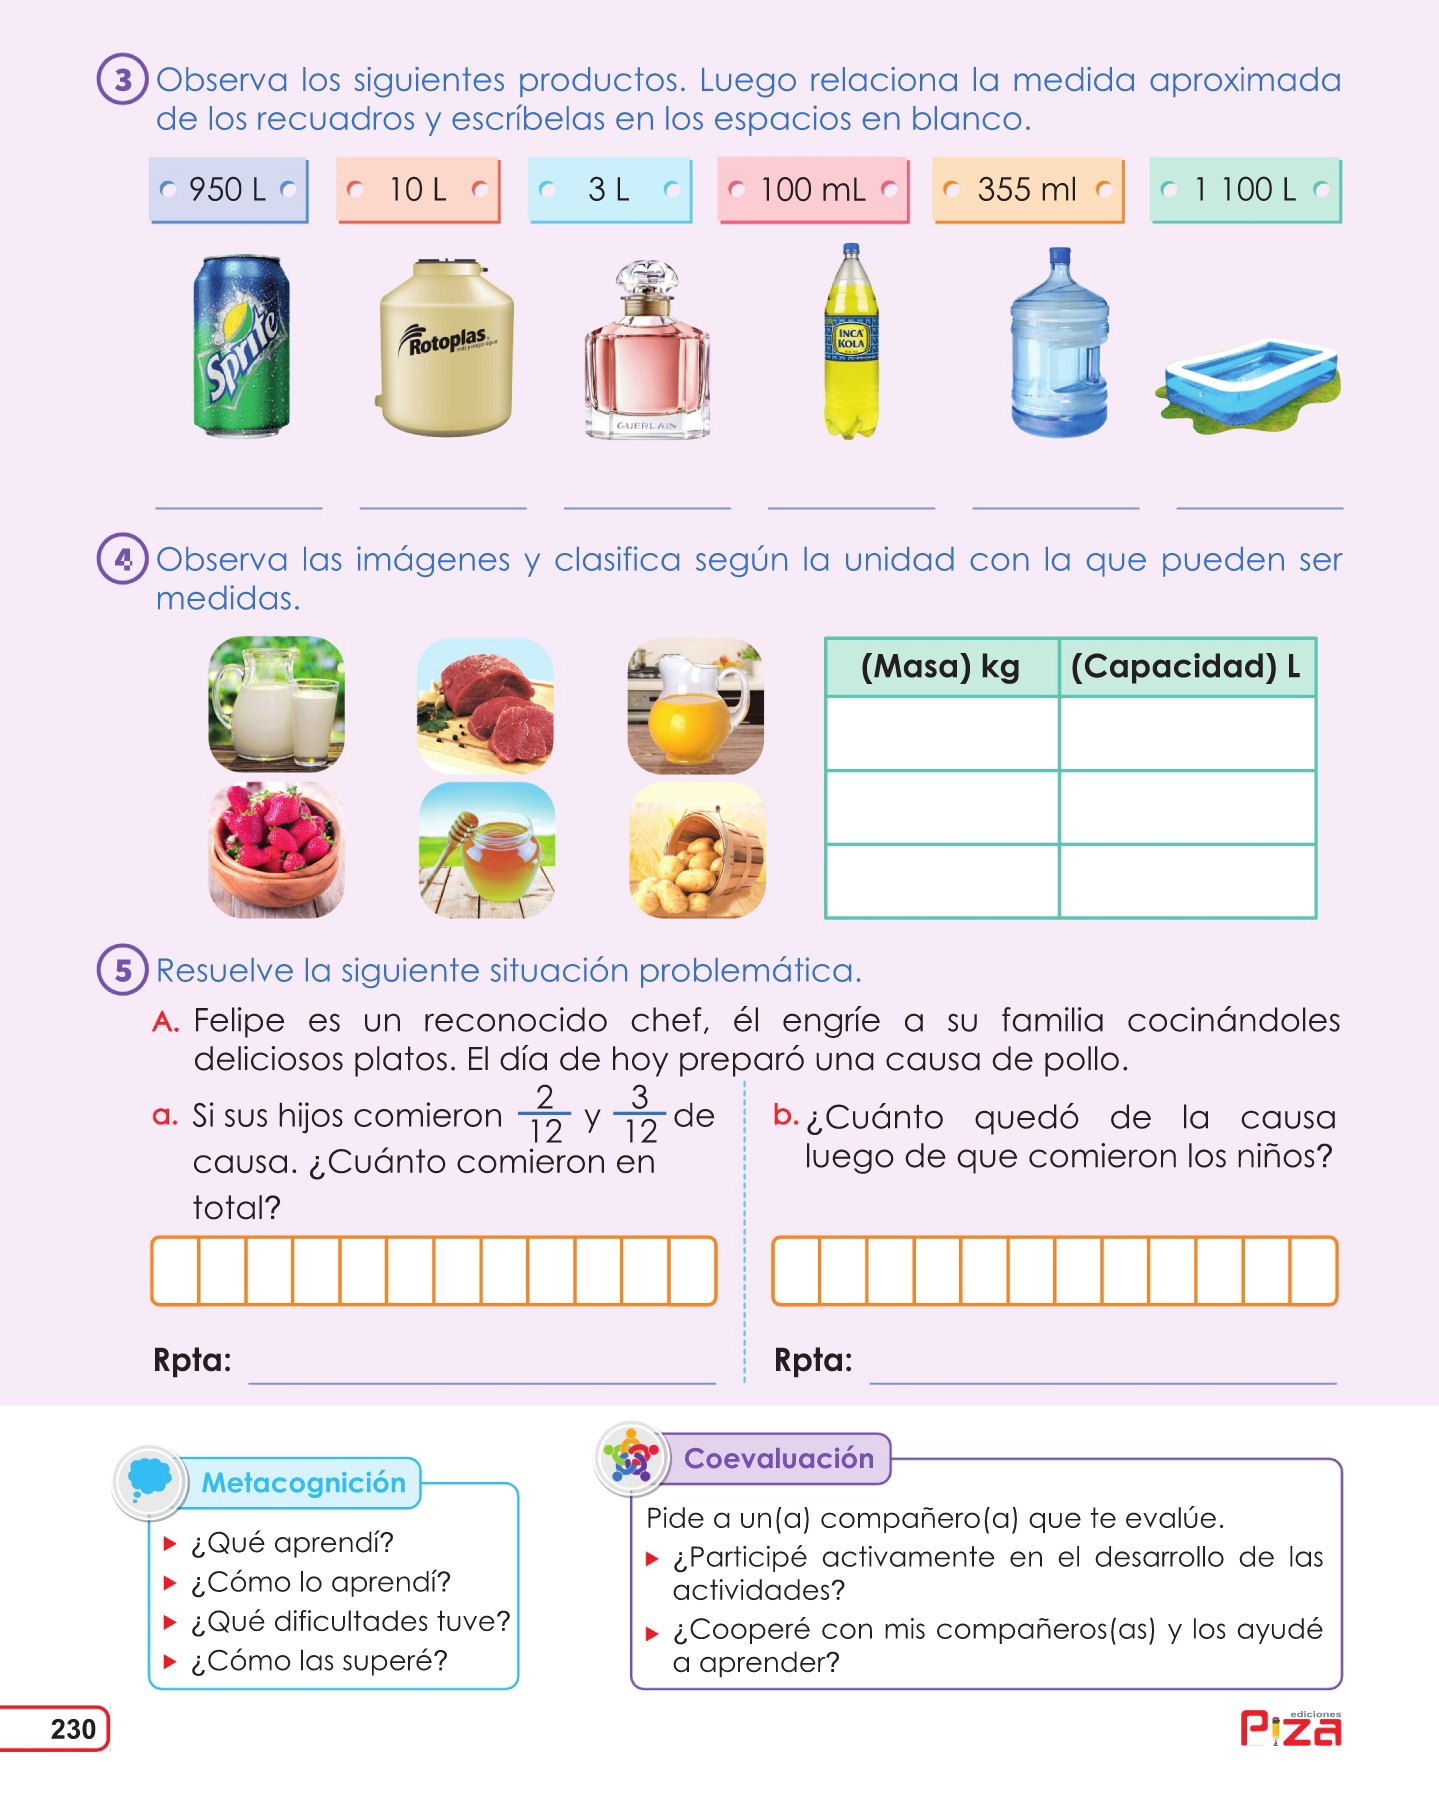 3 Observa los siguientes productos. Luego relaciona la medida aproximada
de los recuadros y escríbelas en los espacios en blanco.
950 L 10 L 3 L 100 mL 355 ml 1 100 L
Sprite
Rotoplas
GUERLAIN
INCA
KOLA
4 Observa las imágenes y clasifica según la unidad con la que pueden ser
medidas.
(Masa) kg (Capacidad) L
5 Resuelve la siguiente situación problemática.
A. Felipe es un reconocido chef, él engríe a su familia cocinándoles
deliciosos platos. El día de hoy preparó una causa de pollo.
a. Si sus hijos comieron 2/12 y 3/12 de
causa. ¿Cuánto comieron en
total?
Rpta:
b. ¿Cuánto quedó de la causa
luego de que comieron los niños?
Rpta:
Metacognición
¿Qué aprendí?
¿Cómo lo aprendí?
¿Qué dificultades tuve?
¿Cómo las superé?
Coevaluación
Pide a un(a) compañero(a) que te evalúe.
¿Participé activamente en el desarrollo de las
actividades?
¿Cooperé con mis compañeros(as) y los ayudé
a aprender?
230
ediciones
Piza